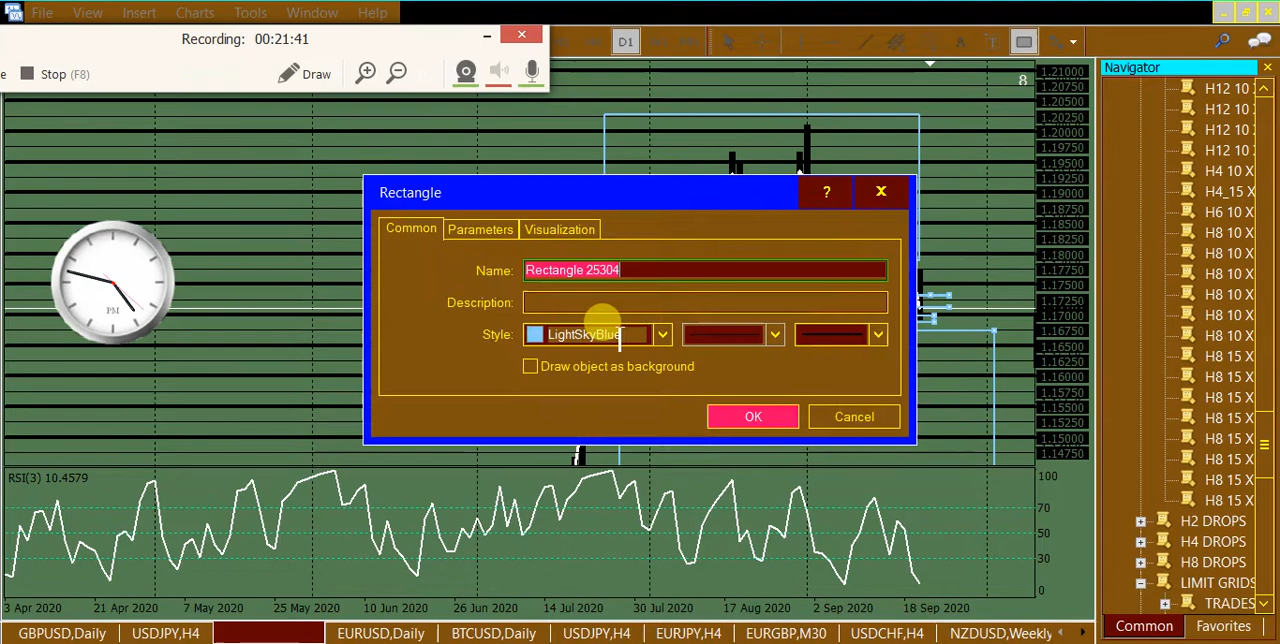 File View Insert Charts Tools Window Help
Recording: 00:21:41
e Stop (F8) Draw
D1
Navigator
8
1.21000
1.20750
1.20500
1.20250
1.20000
1.19750
1.19500
1.19250
1.19000
1.18750
1.18500
1.18250
1.18000
1.17750
1.17500
1.17250
1.17000
1.16750
1.16500
1.16250
1.16000
1.15750
1.15500
1.15250
1.15000
1.14750
Rectangle ? X
Common Parameters Visualization
Name: Rectangle 25304
Description:
Style: LightSkyBlue
Draw object as background
OK Cancel
PM
RSI(3) 10.4579
100
70
50
30
0
3 Apr 2020 21 Apr 2020 7 May 2020 25 May 2020 10 Jun 2020 26 Jun 2020 14 Jul 2020 30 Jul 2020 17 Aug 2020 2 Sep 2020 18 Sep 2020
GBPUSD,Daily USDJPY,H4 EURUSD,Daily BTCUSD,Daily USDJPY,H4 EURJPY,H4 EURGBP,M30 USDCHF,H4 NZDUSD,Weekly
H12 10
H12 10
H12 10
H12 10
H4 10 X
H4_15 X
H6 10 X
H8 10 X
H8 10 X
H8 10 X
H8 10 X
H8 10 X
H8 10 X
H8 10 X
H8 15 X
H8 15 X
H8 15 X
H8 15 X
H8 15 X
H8 15 X
H8 15 X
H2 DROPS
H4 DROPS
H8 DROPS
LIMIT GRIDS
TRADES
Common Favorites